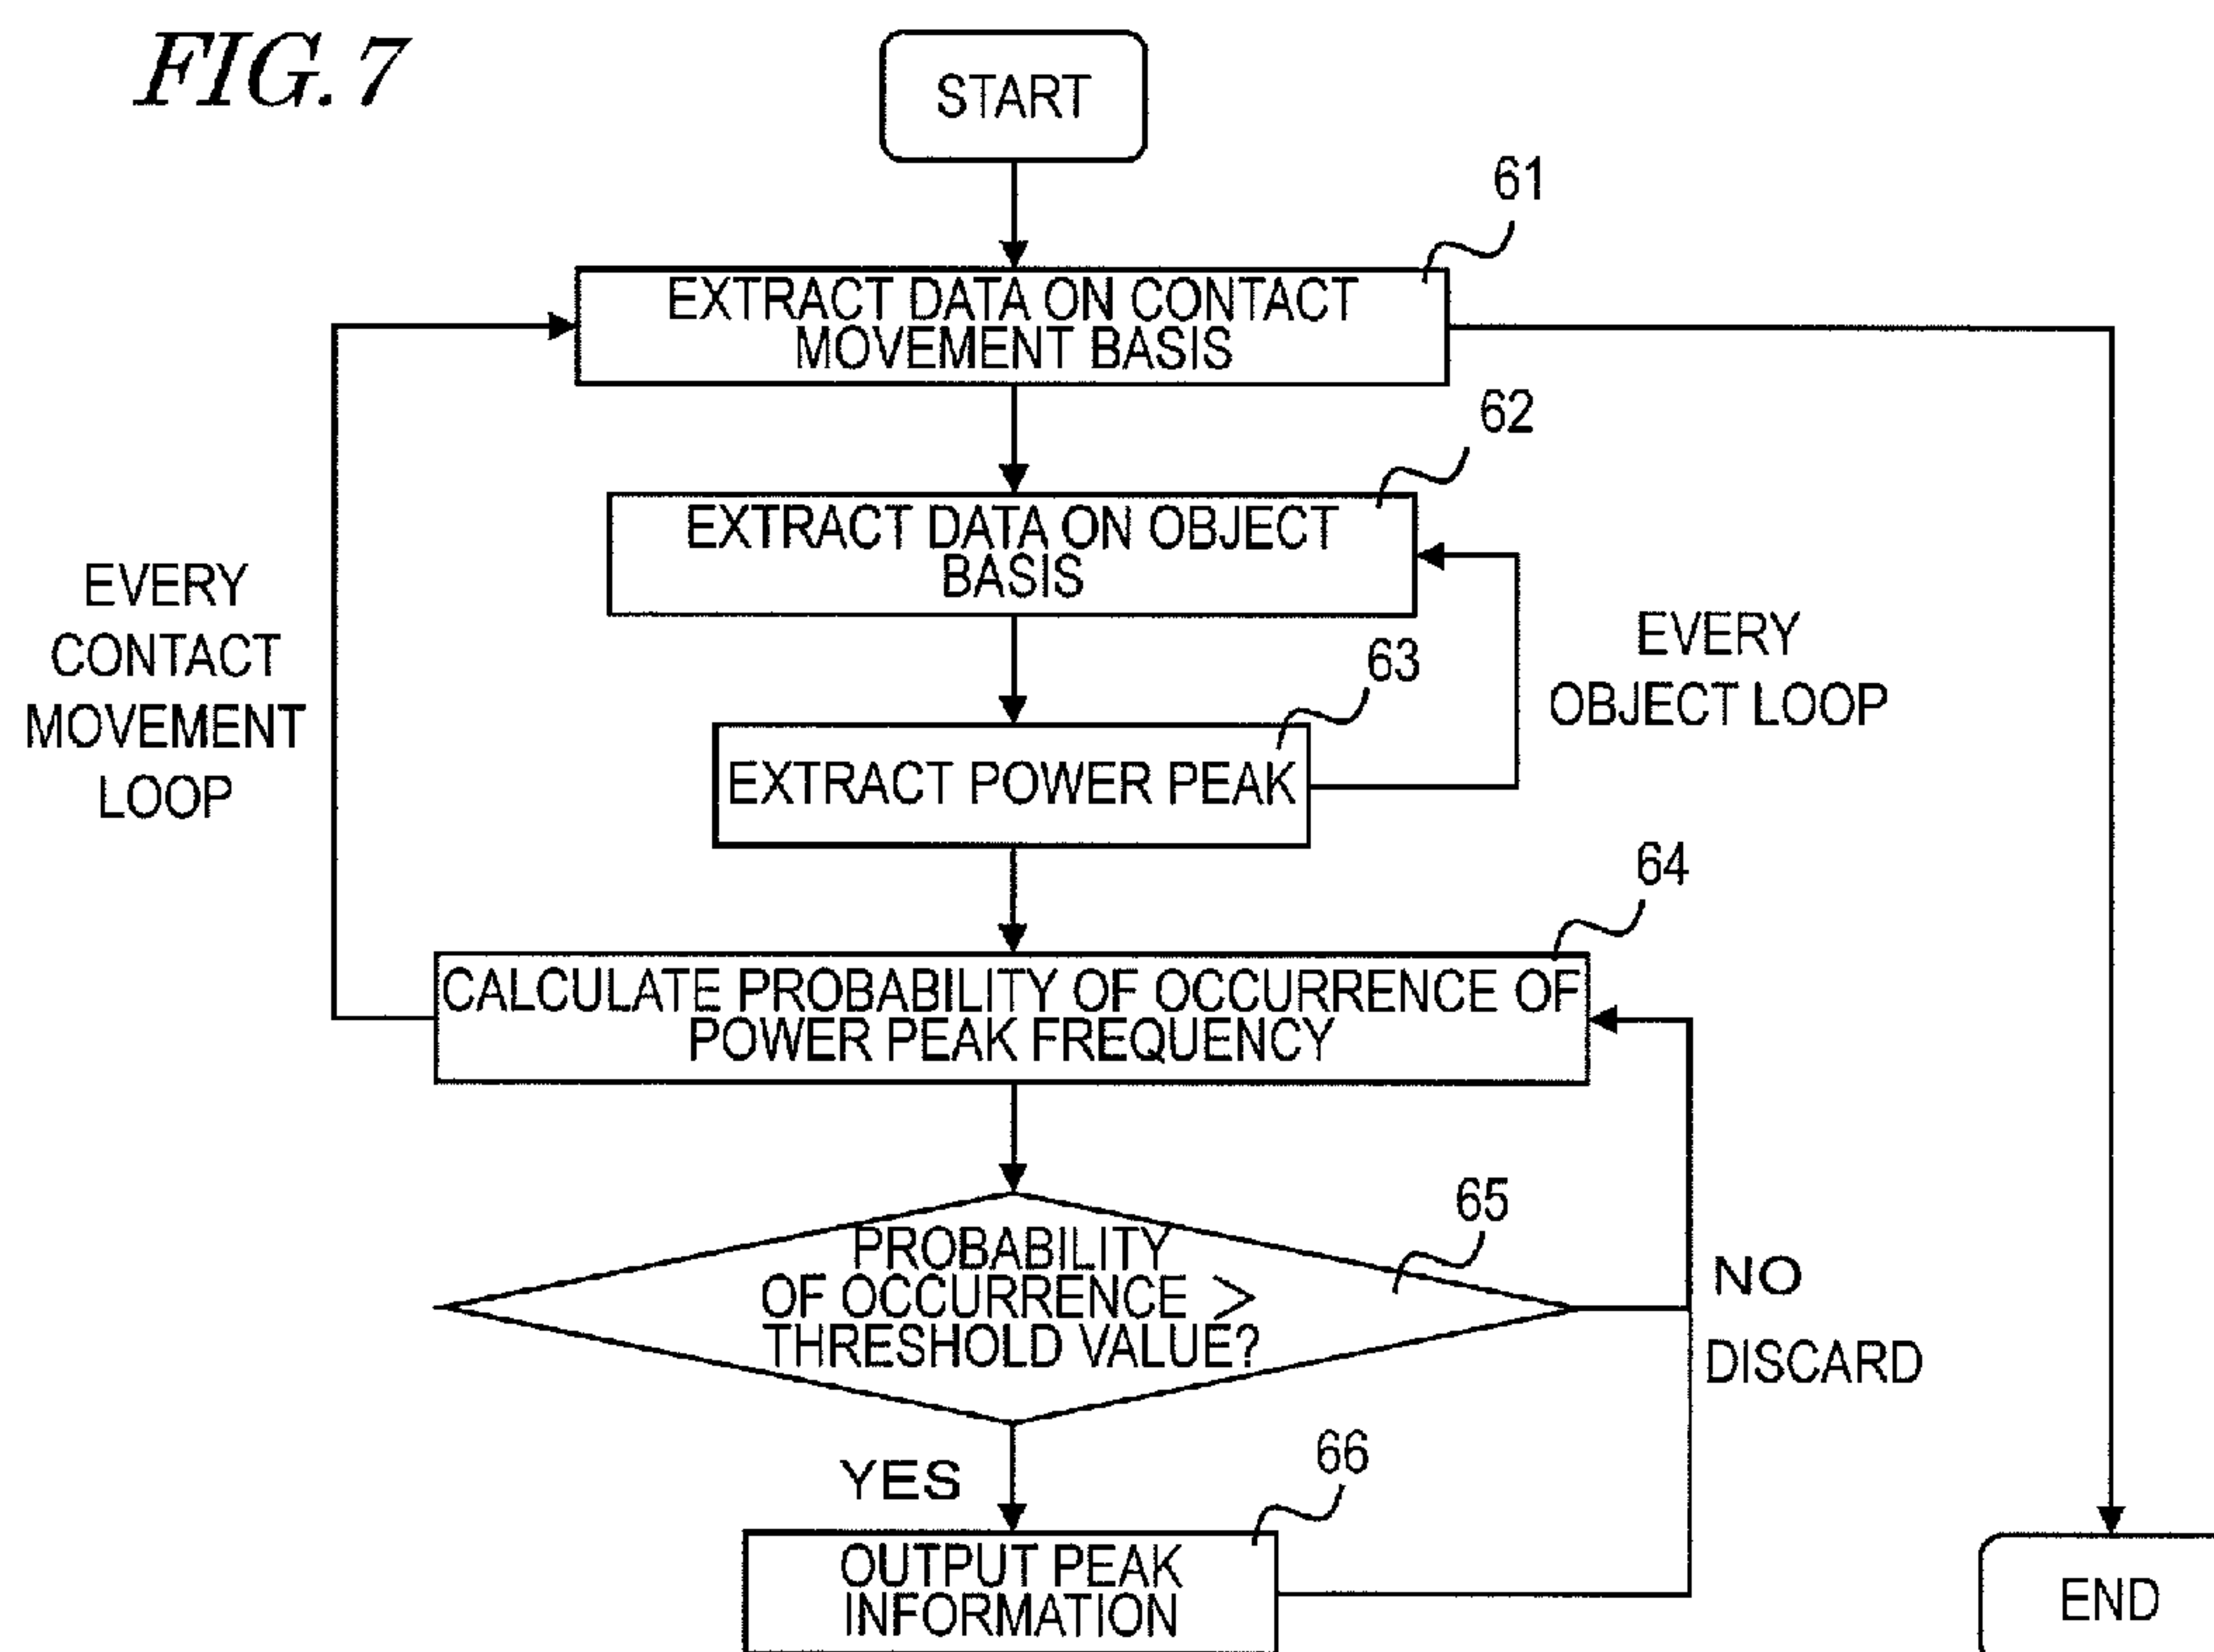 FIG. 7
START
61
EXTRACT DATA ON CONTACT
MOVEMENT BASIS
62
EXTRACT DATA ON OBJECT
BASIS
EVERY
CONTACT
MOVEMENT
LOOP
EVERY
OBJECT LOOP
63
EXTRACT POWER PEAK
64
CALCULATE PROBABILITY OF OCCURRENCE OF
POWER PEAK FREQUENCY
65
PROBABILITY
OF OCCURRENCE >
THRESHOLD VALUE?
NO
DISCARD
YES
66
OUTPUT PEAK
INFORMATION
END